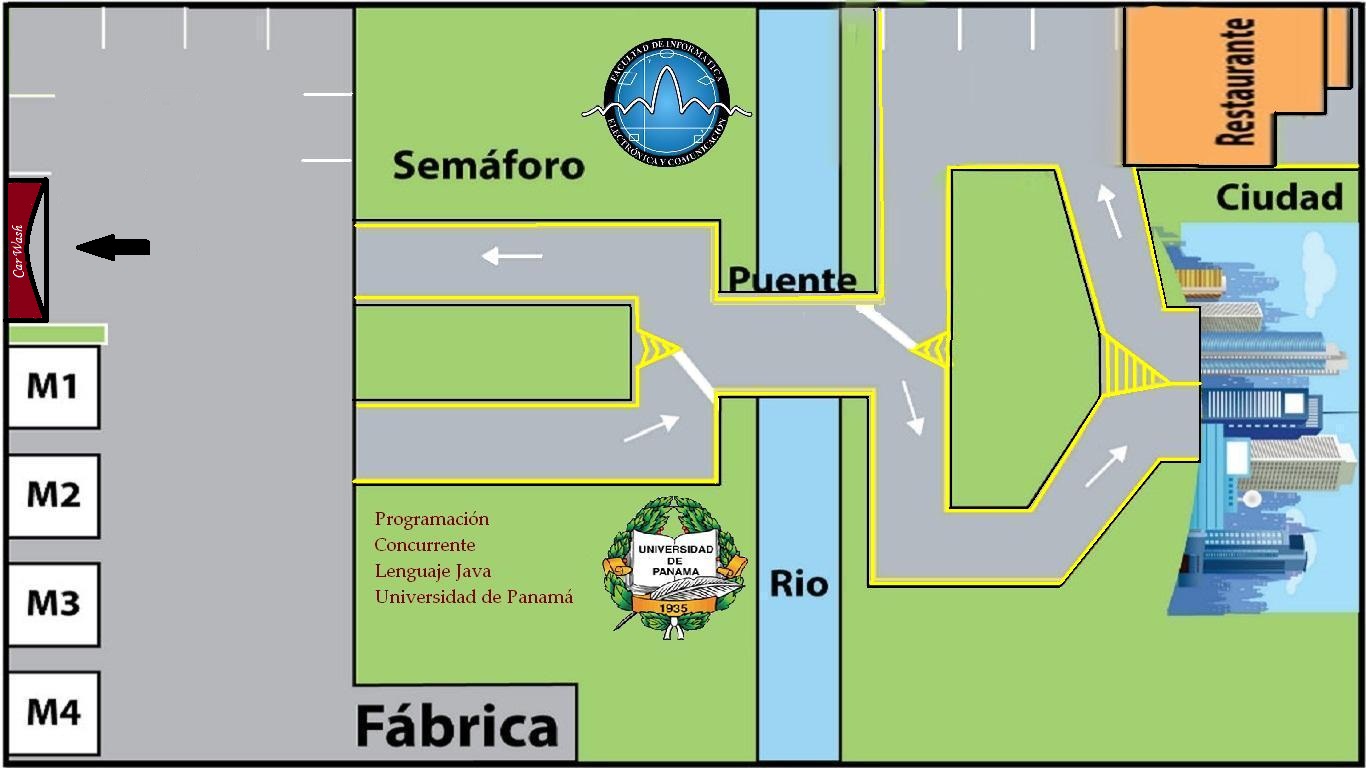 Restaurante
FACULTAD DE INFORMATICA
ELECTRÓNICA Y COMUNICACIÓN
Semáforo
Ciudad
Car Wash
Puente
M1
M2
M3
M4
Programación
Concurrente
Lenguaje Java
Universidad de Panamá
UNIVERSIDAD
DE
PANAMA
1935
Rio
Fábrica